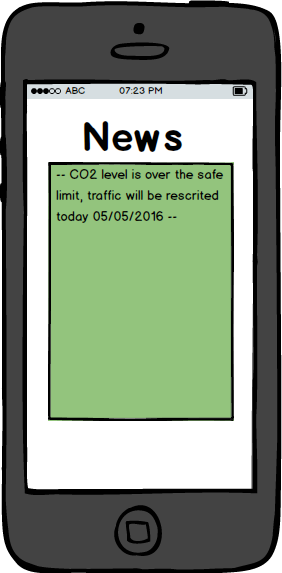 ABC 07:23 PM
News
-- CO2 level is over the safe
limit, traffic will be rescrited
today 05/05/2016 --